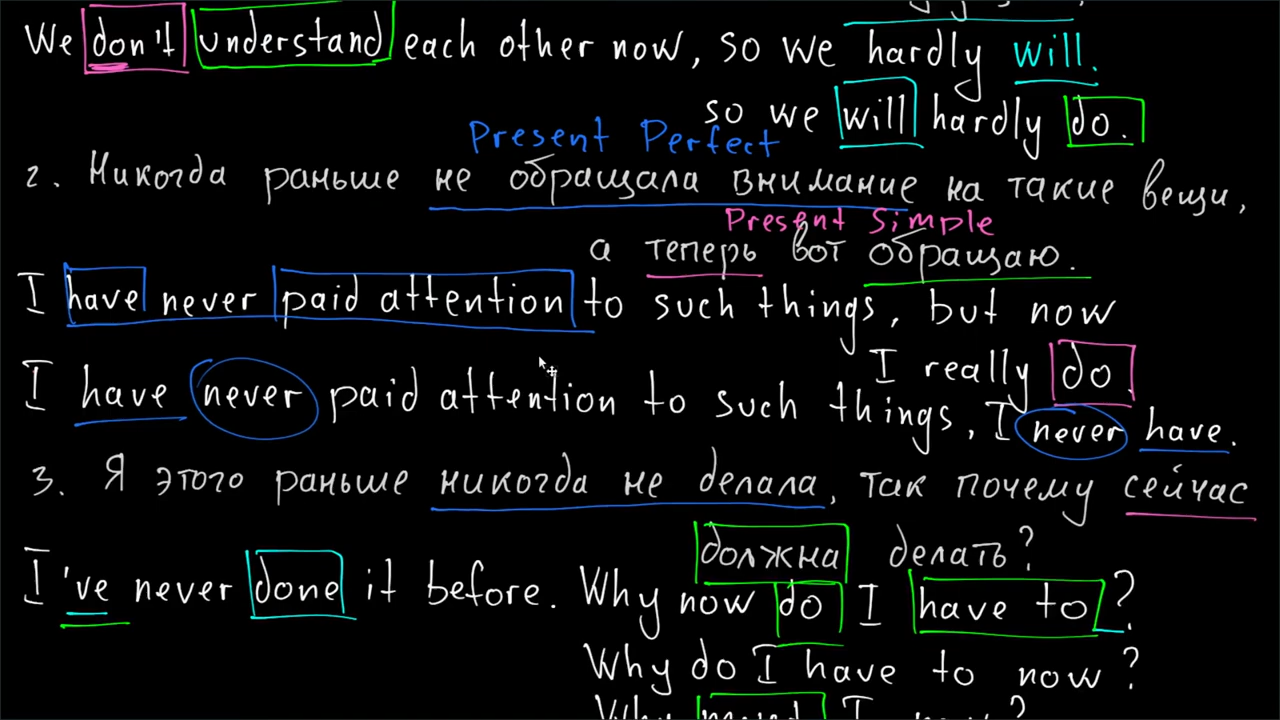 We don't understand each other now, so we hardly will.
so we will hardly do.
Present Perfect
2. Никогда раньше не обращала внимание на такие вещи,
Present Simple
а теперь вот обращаю.
I have never paid attention to such things, but now
I really do.
I have never paid attention to such things, I never have.
3. Я этого раньше никогда не делала, так почему сейчас
должна делать?
I've never done it before. Why now do I have to?
Why do I have to now?